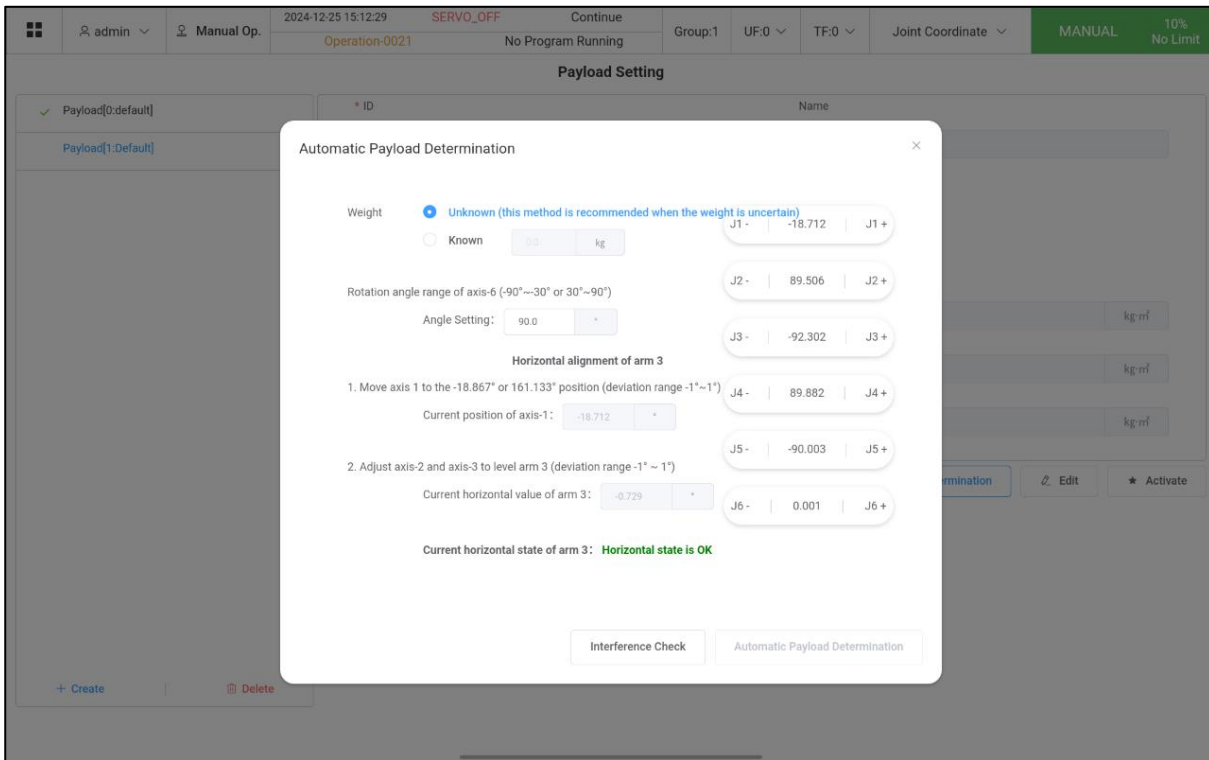 admin
Manual Op.
2024-12-25 15:12:29
SERVO_OFF
Continue
Operation-0021
No Program Running
Group:1
UF:0
TF:0
Joint Coordinate
MANUAL
10%
No Limit
Payload Setting
Payload[0:default]
Payload[1:Default]
* ID
Name
Automatic Payload Determination
Weight
Unknown (this method is recommended when the weight is uncertain)
Known
0.0
kg
Rotation angle range of axis-6 (-90°~-30° or 30°~90°)
Angle Setting:
90.0
°
Horizontal alignment of arm 3
1. Move axis 1 to the -18.867° or 161.133° position (deviation range -1°~1°)
Current position of axis-1:
-18.712
°
2. Adjust axis-2 and axis-3 to level arm 3 (deviation range -1° ~ 1°)
Current horizontal value of arm 3:
-0.729
°
Current horizontal state of arm 3: Horizontal state is OK
J1 - -18.712 J1 +
J2 - 89.506 J2 +
J3 - -92.302 J3 +
J4 - 89.882 J4 +
J5 - -90.003 J5 +
J6 - 0.001 J6 +
Interference Check
Automatic Payload Determination
kg·㎡
kg·㎡
kg·㎡
ermination
Edit
Activate
+ Create
Delete